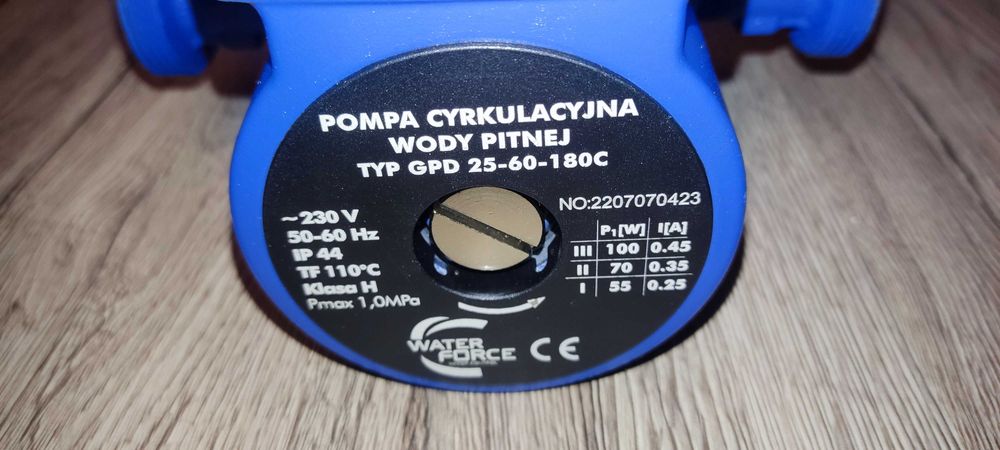 POMPA CYRKULACYJNA
WODY PITNEJ
TYP GPD 25-60-180C
NO:2207070423
~230 V
50-60 Hz
IP 44
TF 110°C
Klasa H
Pmax 1,0MPa
P₁[W] I[A]
III 100 0.45
II 70 0.35
I 55 0.25
WATER
FORCE
CE